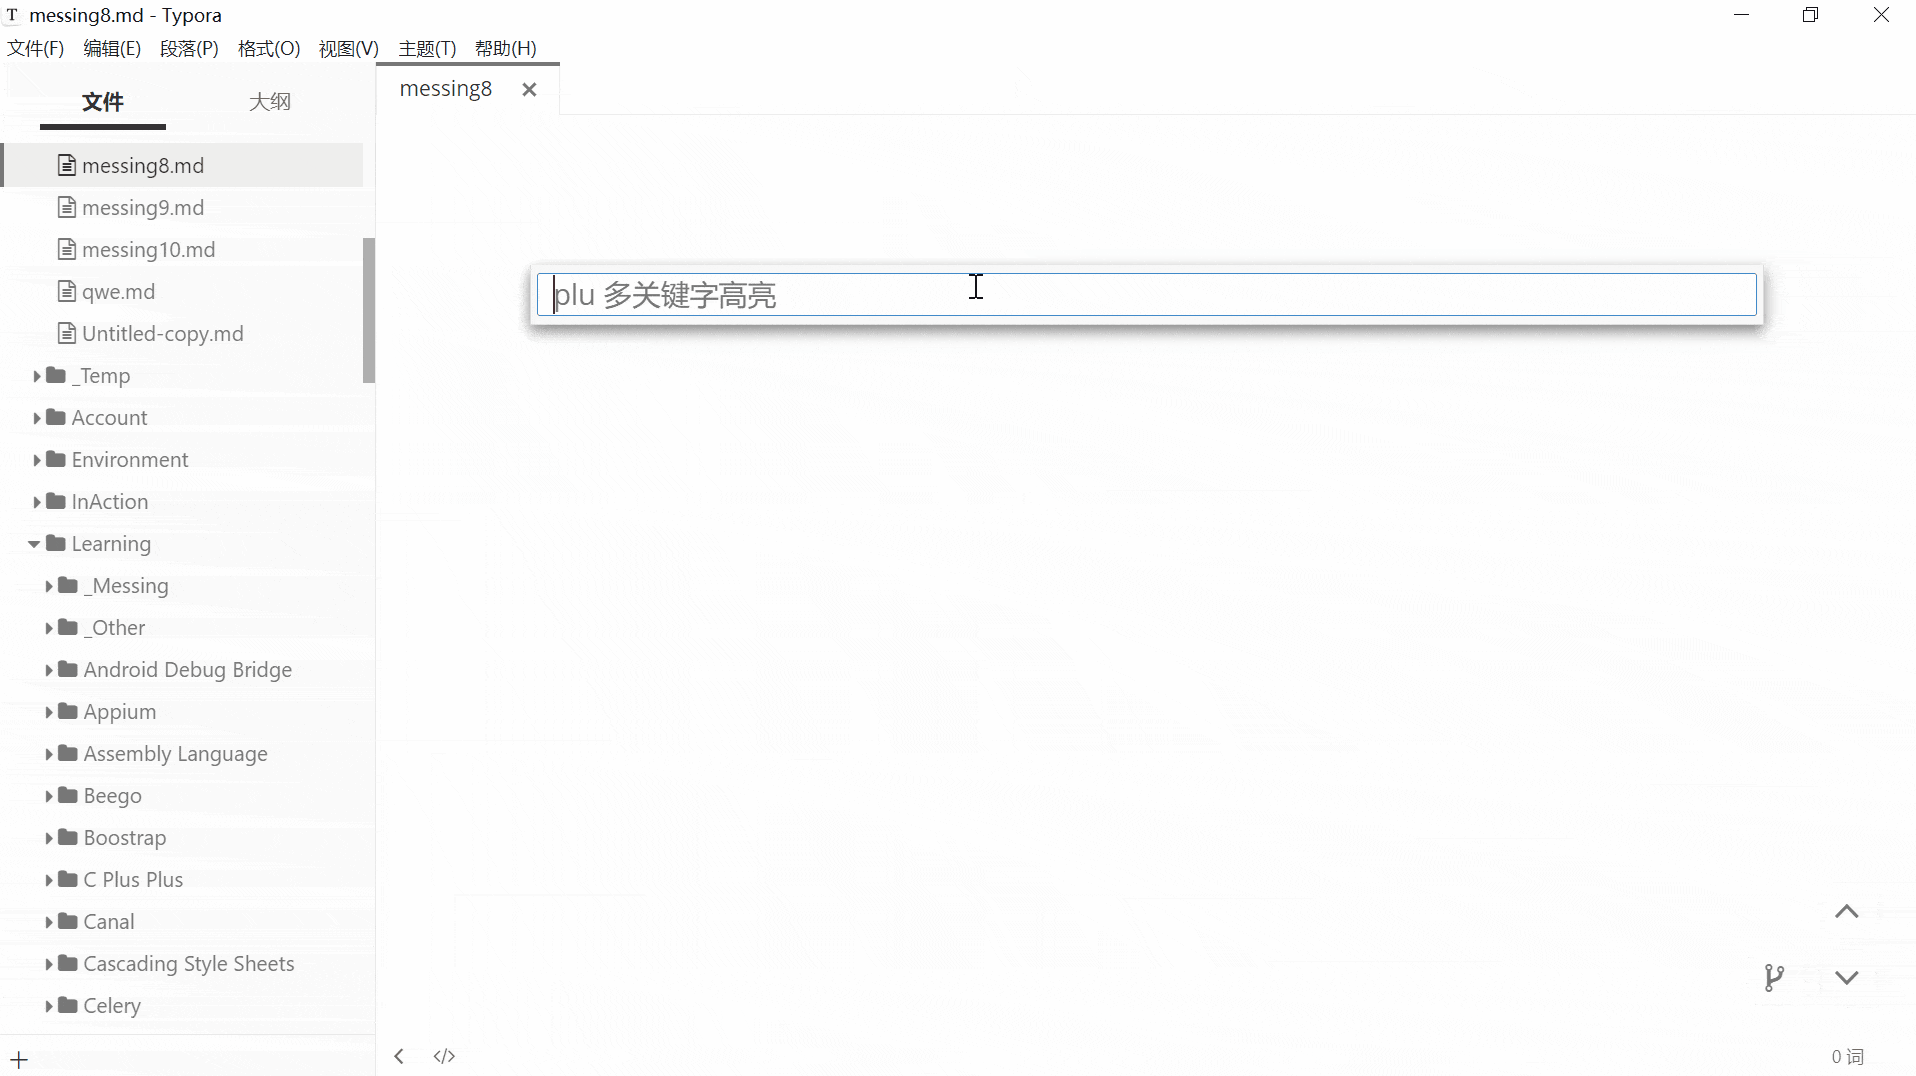 T messing8.md - Typora
文件(F) 编辑(E) 段落(P) 格式(O) 视图(V) 主题(T) 帮助(H)
文件 大纲
messing8
messing8.md
messing9.md
messing10.md
qwe.md
Untitled-copy.md
_Temp
Account
Environment
InAction
Learning
_Messing
_Other
Android Debug Bridge
Appium
Assembly Language
Beego
Boostrap
C Plus Plus
Canal
Cascading Style Sheets
Celery
plu 多关键字高亮
0 词